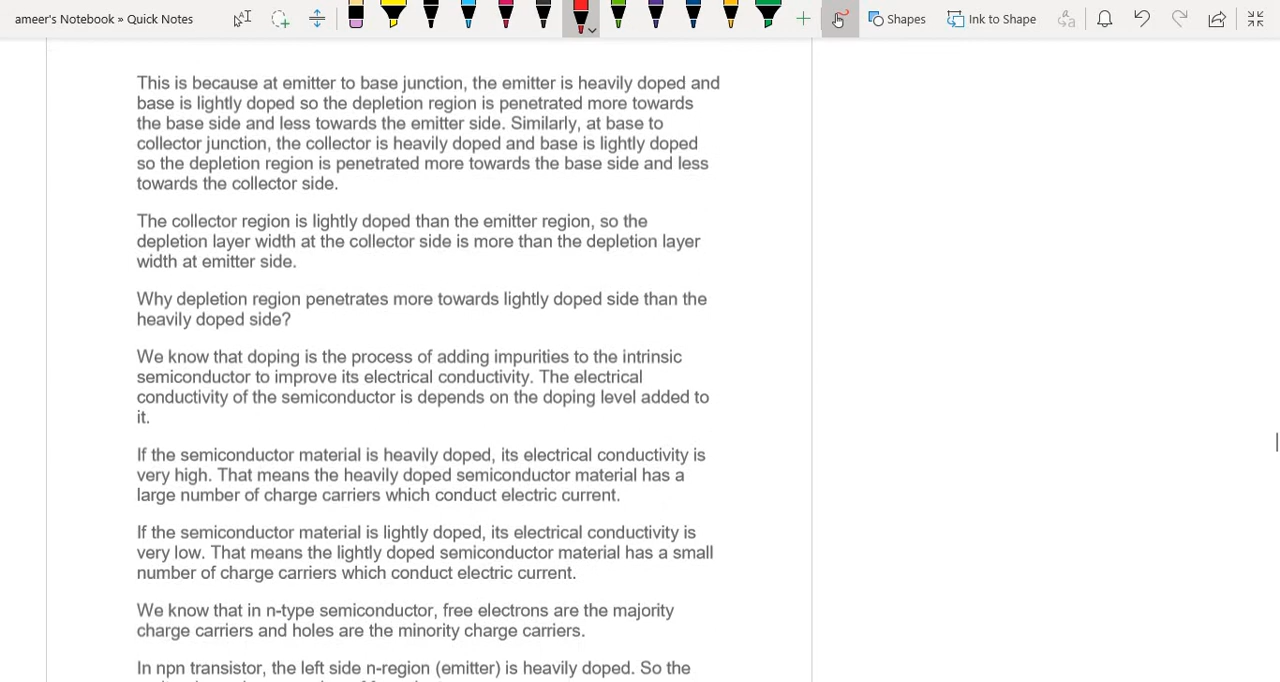 ameer's Notebook » Quick Notes
Shapes
Ink to Shape
This is because at emitter to base junction, the emitter is heavily doped and
base is lightly doped so the depletion region is penetrated more towards
the base side and less towards the emitter side. Similarly, at base to
collector junction, the collector is heavily doped and base is lightly doped
so the depletion region is penetrated more towards the base side and less
towards the collector side.
The collector region is lightly doped than the emitter region, so the
depletion layer width at the collector side is more than the depletion layer
width at emitter side.
Why depletion region penetrates more towards lightly doped side than the
heavily doped side?
We know that doping is the process of adding impurities to the intrinsic
semiconductor to improve its electrical conductivity. The electrical
conductivity of the semiconductor is depends on the doping level added to
it.
If the semiconductor material is heavily doped, its electrical conductivity is
very high. That means the heavily doped semiconductor material has a
large number of charge carriers which conduct electric current.
If the semiconductor material is lightly doped, its electrical conductivity is
very low. That means the lightly doped semiconductor material has a small
number of charge carriers which conduct electric current.
We know that in n-type semiconductor, free electrons are the majority
charge carriers and holes are the minority charge carriers.
In npn transistor, the left side n-region (emitter) is heavily doped. So the